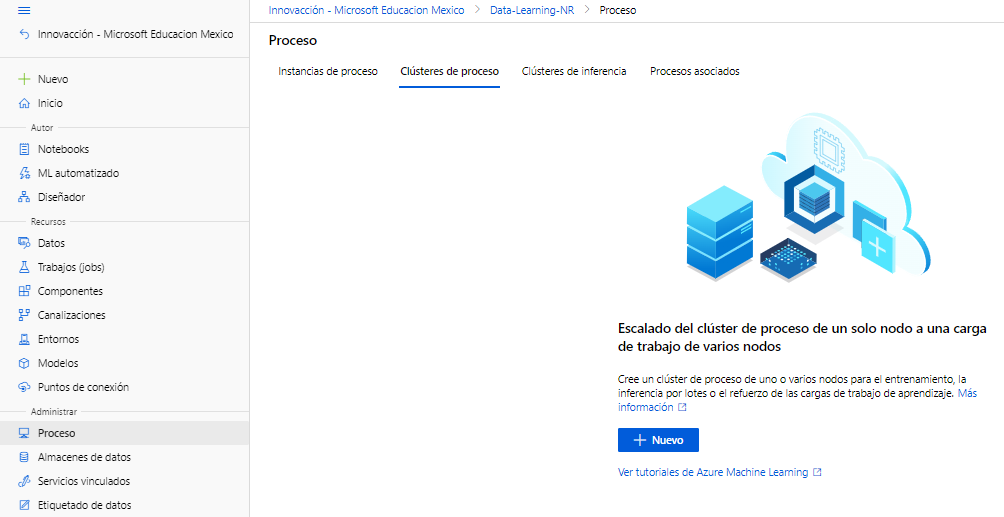 Innovacción - Microsoft Educacion Mexico
Nuevo
Inicio
Autor
Notebooks
ML automatizado
Diseñador
Recursos
Datos
Trabajos (jobs)
Componentes
Canalizaciones
Entornos
Modelos
Puntos de conexión
Administrar
Proceso
Almacenes de datos
Servicios vinculados
Etiquetado de datos
Innovacción - Microsoft Educacion Mexico > Data-Learning-NR > Proceso
Proceso
Instancias de proceso Clústeres de proceso Clústeres de inferencia Procesos asociados
Escalado del clúster de proceso de un solo nodo a una carga
de trabajo de varios nodos
Cree un clúster de proceso de uno o varios nodos para el entrenamiento, la
inferencia por lotes o el refuerzo de las cargas de trabajo de aprendizaje. Más
información
Nuevo
Ver tutoriales de Azure Machine Learning